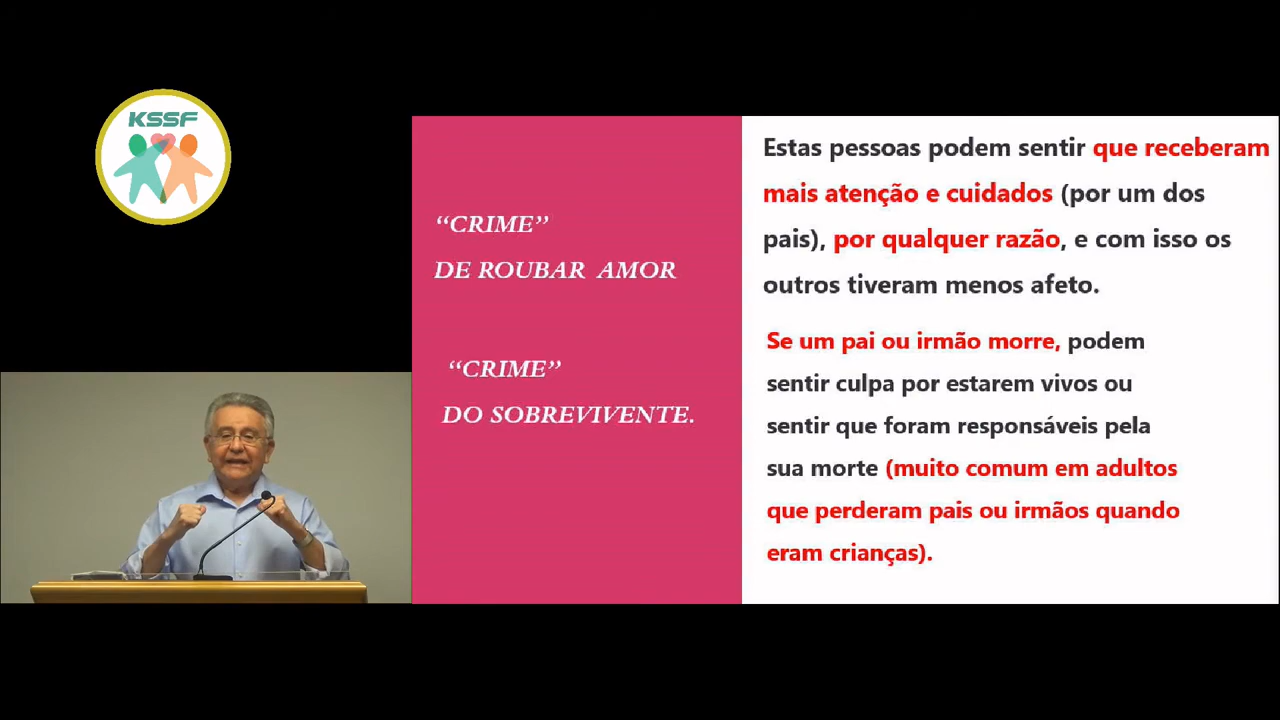 KSSF
“CRIME”
DE ROUBAR AMOR
“CRIME”
DO SOBREVIVENTE.
Estas pessoas podem sentir que receberam
mais atenção e cuidados (por um dos
pais), por qualquer razão, e com isso os
outros tiveram menos afeto.
Se um pai ou irmão morre, podem
sentir culpa por estarem vivos ou
sentir que foram responsáveis pela
sua morte (muito comum em adultos
que perderam pais ou irmãos quando
eram crianças).